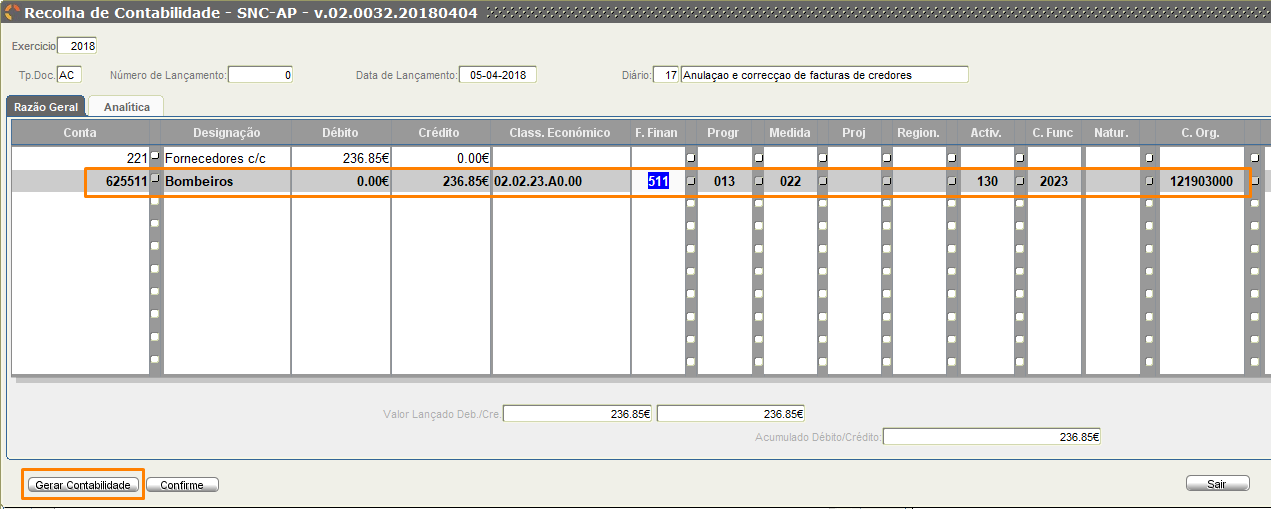 Recolha de Contabilidade - SNC-AP - v.02.0032.20180404
Exercicio 2018
Tp.Doc. AC Número de Lançamento: 0 Data de Lançamento: 05-04-2018 Diário: 17 Anulaçao e correcçao de facturas de credores
Razão Geral Analítica
Conta Designação Débito Crédito Class. Económico F. Finan Progr Medida Proj Region. Activ. C. Func Natur. C. Org.
221 Fornecedores c/c 236.85€ 0.00€
625511 Bombeiros 0.00€ 236.85€ 02.02.23.A0.00 511 013 022 130 2023 121903000
Valor Lançado Deb./Cre. 236.85€ 236.85€
Acumulado Débito/Crédito: 236.85€
Gerar Contabilidade Confirme Sair